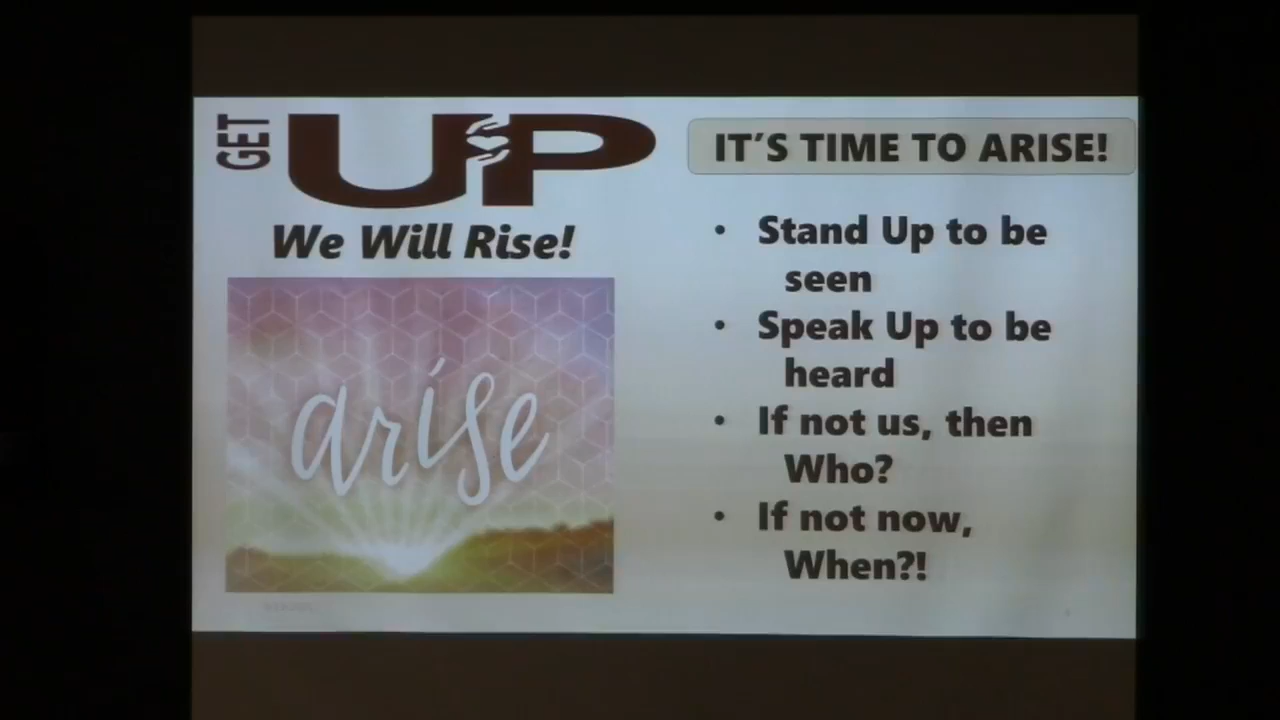 GET
UP
We Will Rise!
arise
IT'S TIME TO ARISE!
• Stand Up to be
seen
• Speak Up to be
heard
• If not us, then
Who?
• If not now,
When?!